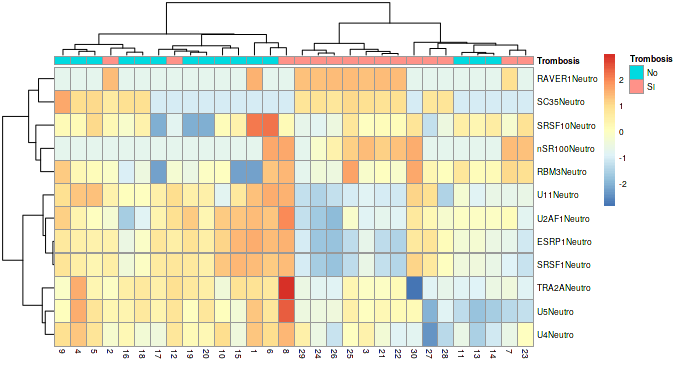 Trombosis
Trombosis
No
SI
RAVER1Neutro
SC35Neutro
SRSF10Neutro
nSR100Neutro
RBM3Neutro
U11Neutro
U2AF1Neutro
ESRP1Neutro
SRSF1Neutro
TRA2ANeutro
U5Neutro
U4Neutro
2
1
0
-1
-2
9 4 5 2 16 18 17 12 19 20 10 15 1 6 8 29 24 26 25 3 21 22 30 27 28 11 13 14 7 23